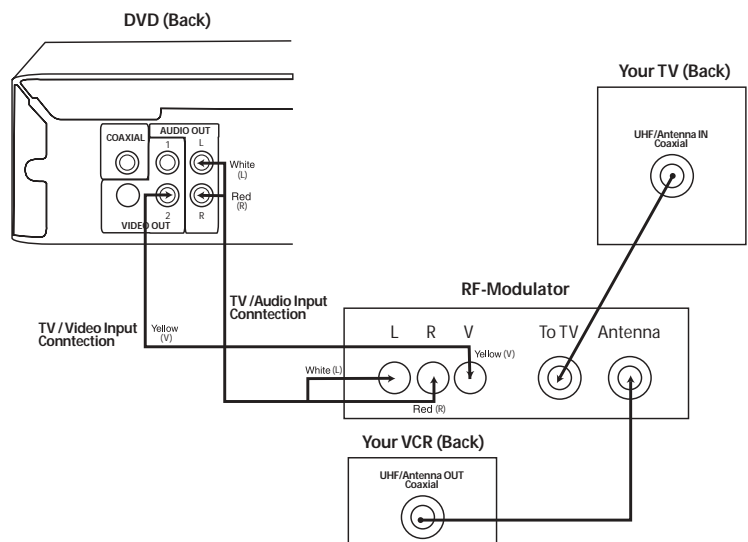 DVD (Back)
COAXIAL
AUDIO OUT
1
L
White
(L)
Red
(R)
2
R
VIDEO OUT
Your TV (Back)
UHF/Antenna IN
Coaxial
TV / Video Input
Conntection
Yellow
(V)
TV /Audio Input
Conntection
RF-Modulator
L R V To TV Antenna
Yellow (V)
White (L)
Red (R)
Your VCR (Back)
UHF/Antenna OUT
Coaxial